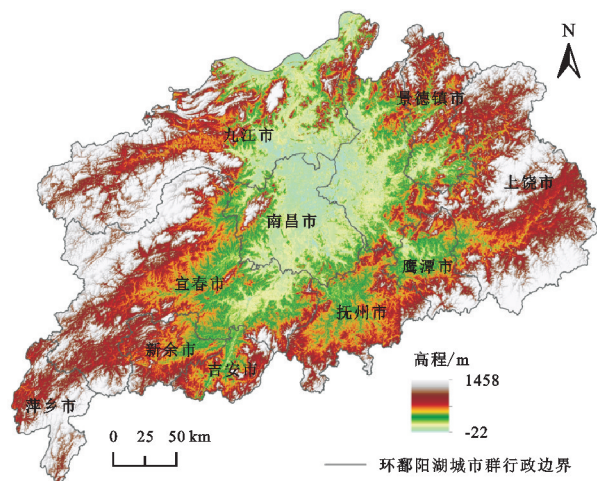 N
景德镇市
九江市
上饶市
南昌市
鹰潭市
宜春市
抚州市
新余市
吉安市
萍乡市
高程/m
1458
-22
0 25 50 km
环鄱阳湖城市群行政边界